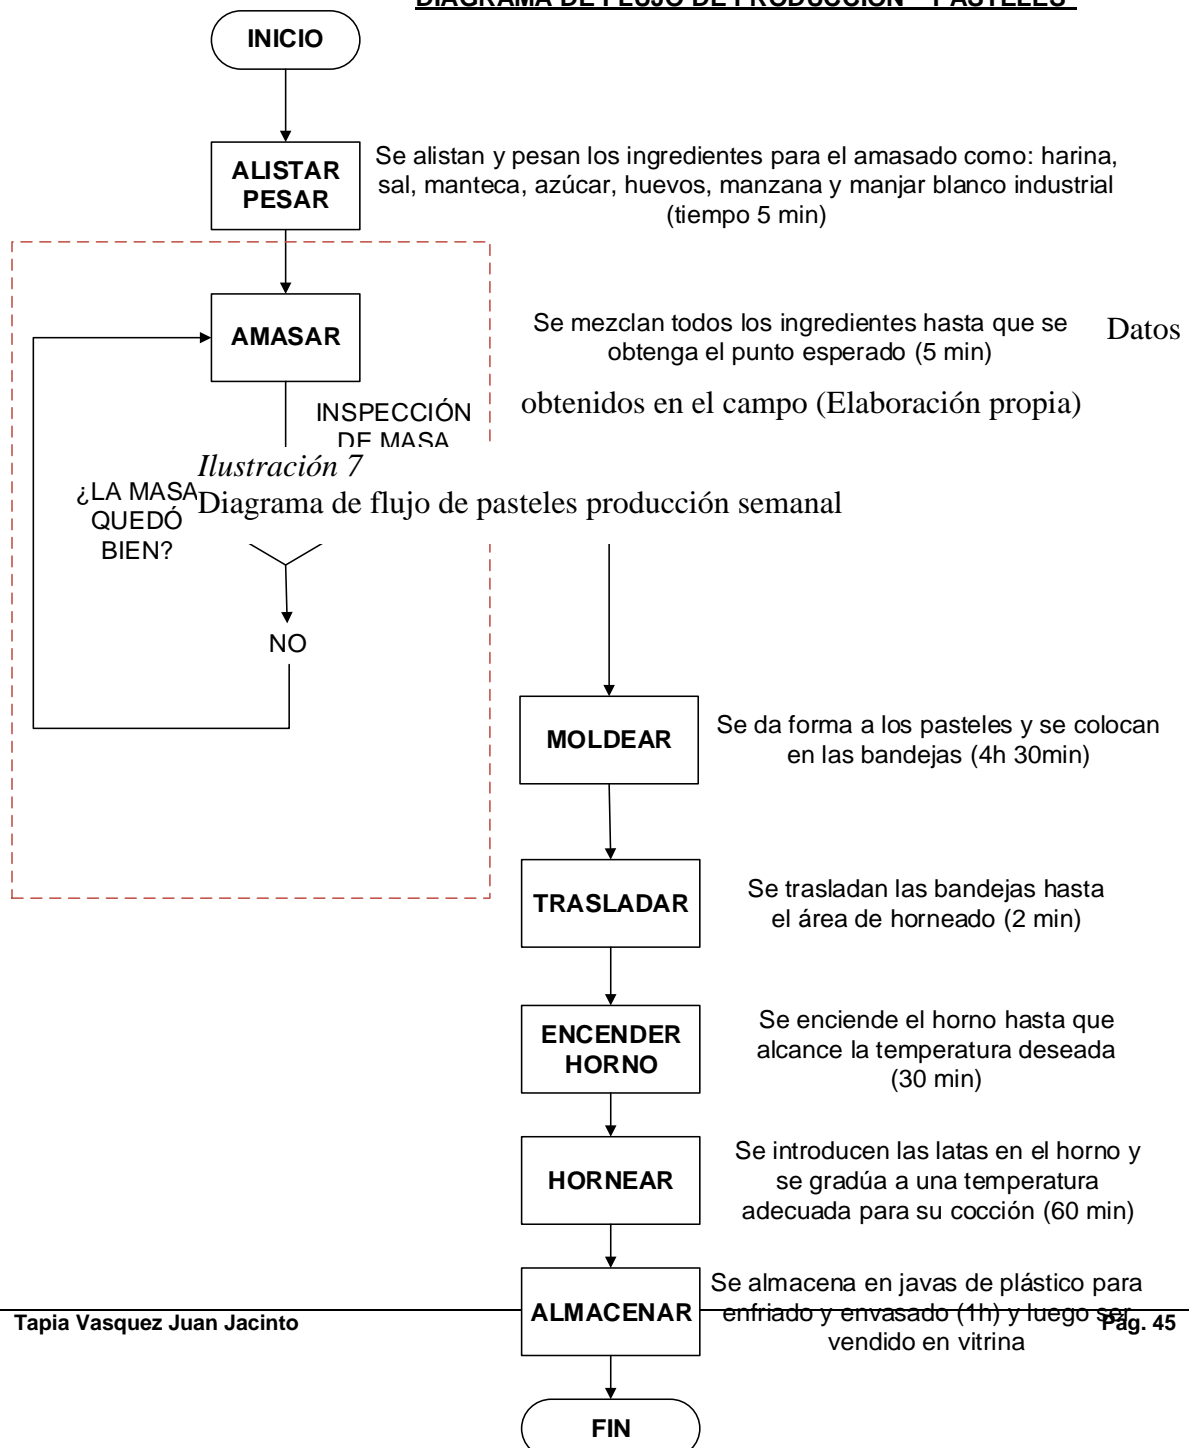 DIAGRAMA DE FLUJO DE PRODUCCIÓN "PASTELES"
INICIO
ALISTAR
PESAR
Se alistan y pesan los ingredientes para el amasado como: harina,
sal, manteca, azúcar, huevos, manzana y manjar blanco industrial
(tiempo 5 min)
AMASAR
Se mezclan todos los ingredientes hasta que se
obtenga el punto esperado (5 min)
Datos
obtenidos en el campo (Elaboración propia)
INSPECCIÓN
DE MASA
Ilustración 7
Diagrama de flujo de pasteles producción semanal
¿LA MASA
QUEDÓ
BIEN?
NO
MOLDEAR
Se da forma a los pasteles y se colocan
en las bandejas (4h 30min)
TRASLADAR
Se trasladan las bandejas hasta
el área de horneado (2 min)
ENCENDER
HORNO
Se enciende el horno hasta que
alcance la temperatura deseada
(30 min)
HORNEAR
Se introducen las latas en el horno y
se gradúa a una temperatura
adecuada para su cocción (60 min)
ALMACENAR
Se almacena en javas de plástico para
enfriado y envasado (1h) y luego ser
vendido en vitrina
Tapia Vasquez Juan Jacinto
Pág. 45
FIN